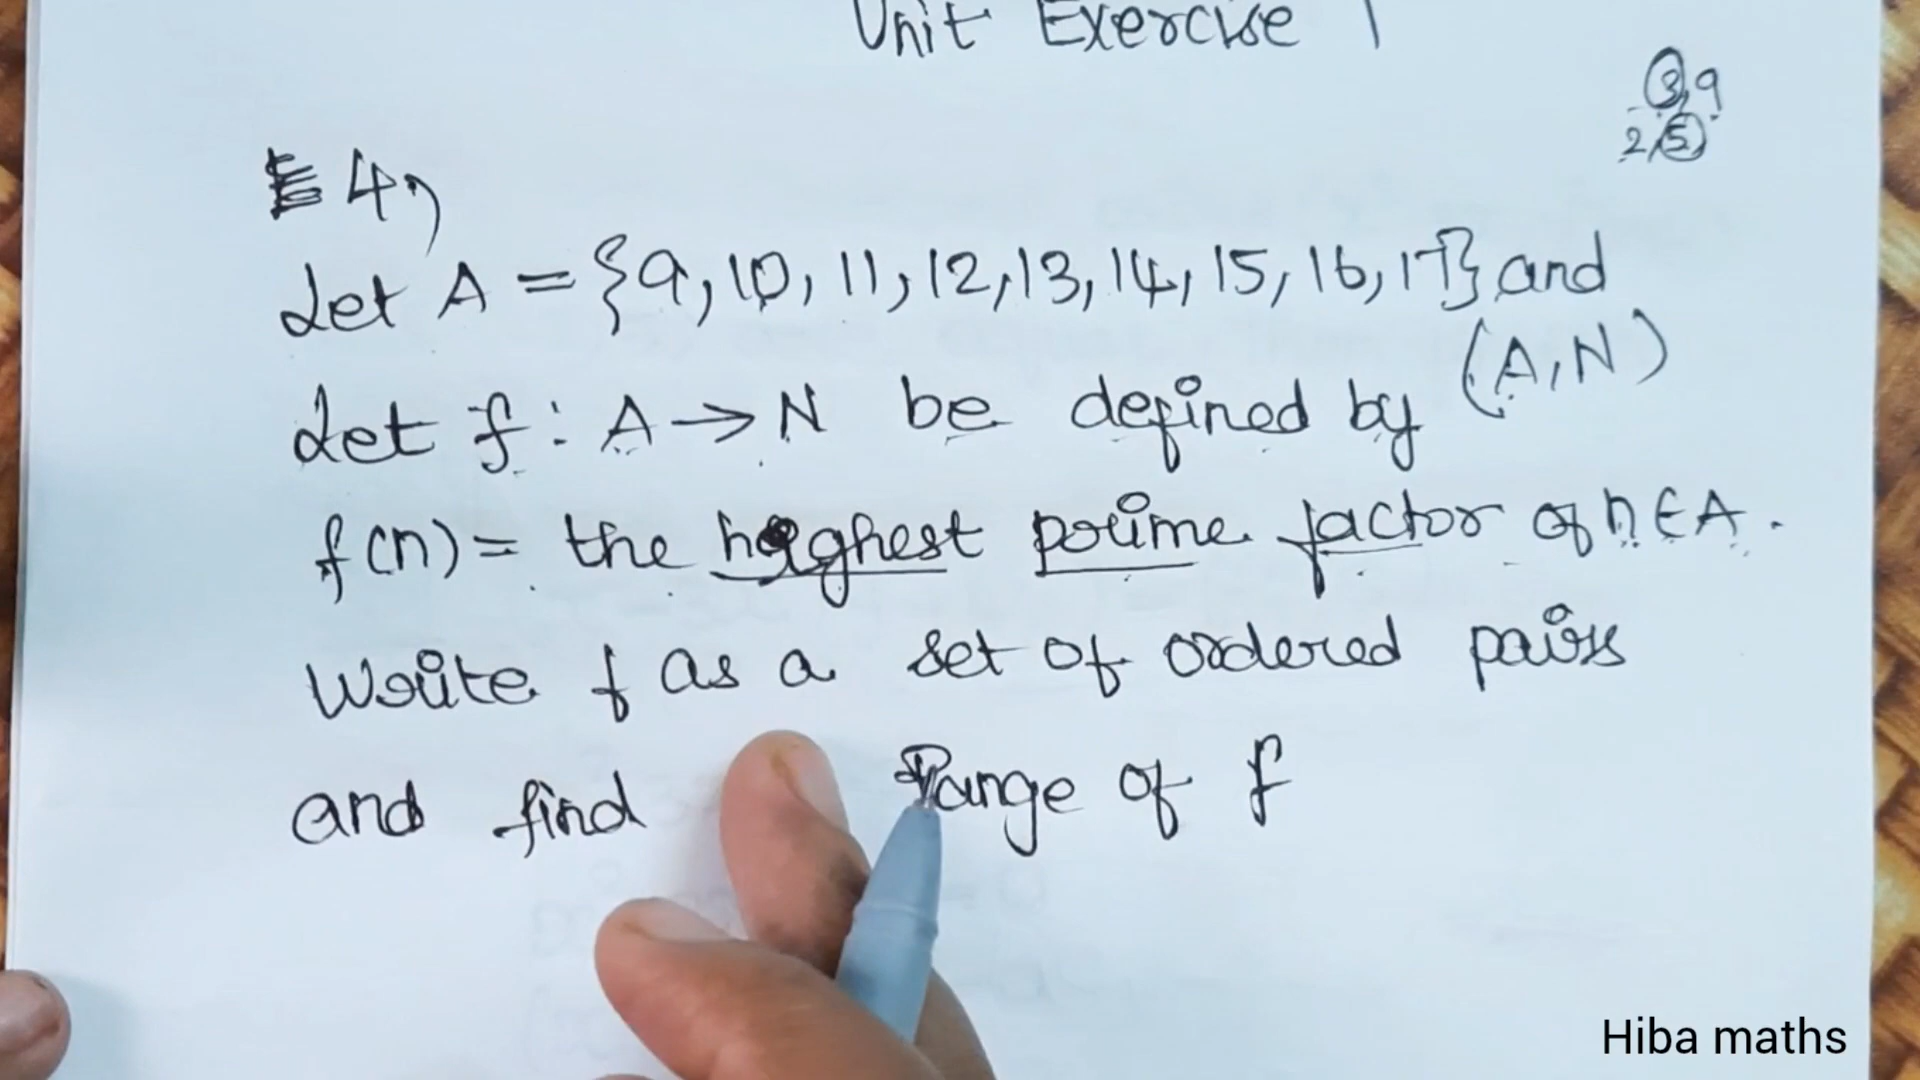 Unit Exercise 1
3, 9
2, 5
4,
Let A = {9, 10, 11, 12, 13, 14, 15, 16, 17} and
(A, N)
Let f : A → N be defined by
f(n) = the highest prime factor of n ∈ A.
Write f as a set of ordered pairs
and find Range of f
Hiba maths